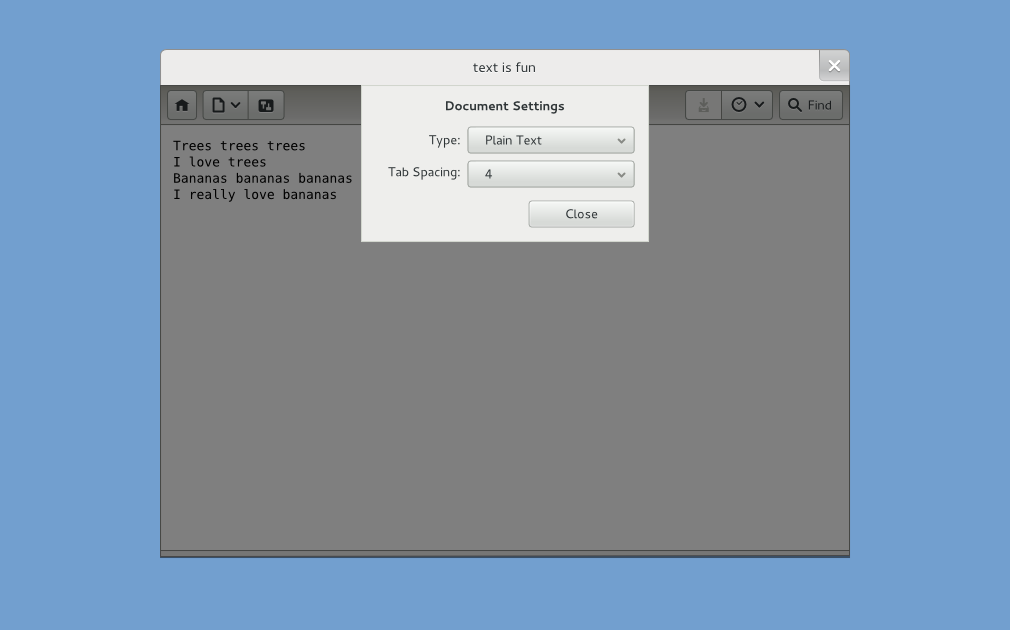 text is fun
Document Settings
Find
Type: Plain Text
Tab Spacing: 4
Close
Trees trees trees
I love trees
Bananas bananas bananas
I really love bananas